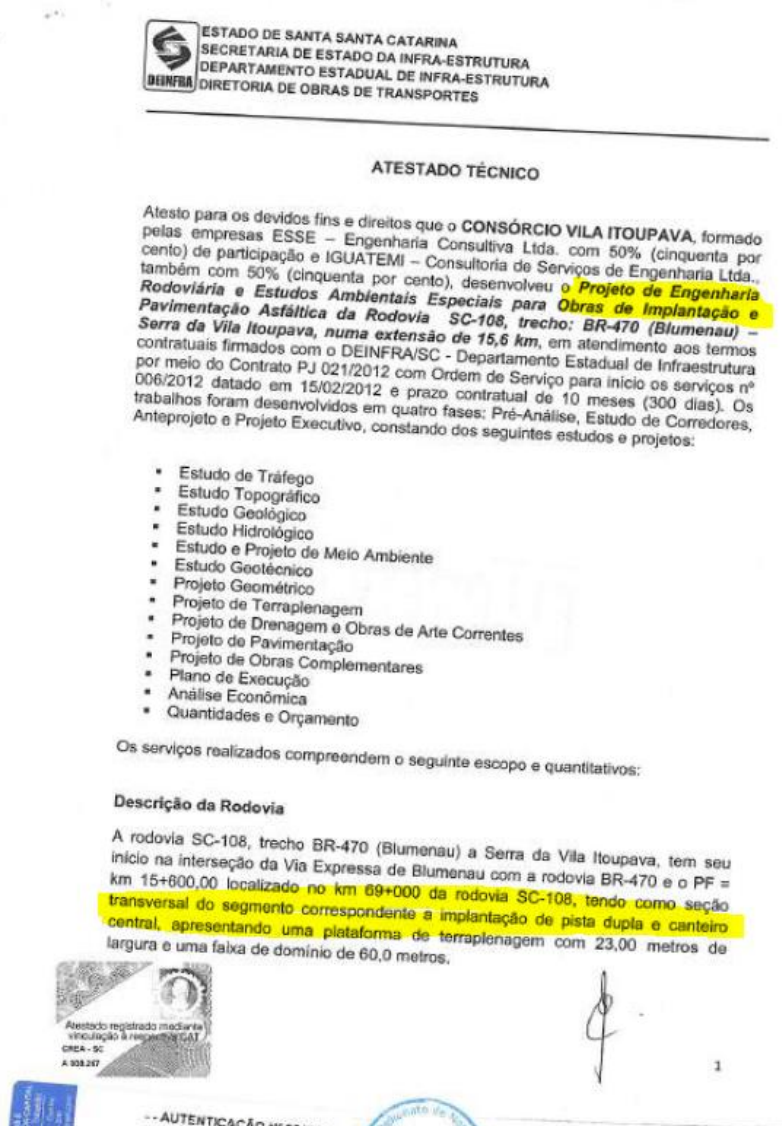 ESTADO DE SANTA SANTA CATARINA
SECRETARIA DE ESTADO DA INFRA-ESTRUTURA
DEPARTAMENTO ESTADUAL DE INFRA-ESTRUTURA
DEINFRA DIRETORIA DE OBRAS DE TRANSPORTES
ATESTADO TÉCNICO
Atesto para os devidos fins e direitos que o CONSÓRCIO VILA ITOUPAVA, formado
pelas empresas ESSE – Engenharia Consultiva Ltda. com 50% (cinquenta por
cento) de participação e IGUATEMI – Consultoria de Serviços de Engenharia Ltda.,
também com 50% (cinquenta por cento), desenvolveu o Projeto de Engenharia
Rodoviária e Estudos Ambientais Especiais para Obras de Implantação e
Pavimentação Asfáltica da Rodovia SC-108, trecho: BR-470 (Blumenau) –
Serra da Vila Itoupava, numa extensão de 15,6 km, em atendimento aos termos
contratuais firmados com o DEINFRA/SC - Departamento Estadual de Infraestrutura
por meio do Contrato PJ 021/2012 com Ordem de Serviço para início os serviços nº
006/2012 datado em 15/02/2012 e prazo contratual de 10 meses (300 dias). Os
trabalhos foram desenvolvidos em quatro fases: Pré-Análise, Estudo de Corredores,
Anteprojeto e Projeto Executivo, constando dos seguintes estudos e projetos:
▪ Estudo de Tráfego
▪ Estudo Topográfico
▪ Estudo Geológico
▪ Estudo Hidrológico
▪ Estudo e Projeto de Meio Ambiente
▪ Estudo Geotécnico
▪ Projeto Geométrico
▪ Projeto de Terraplenagem
▪ Projeto de Drenagem e Obras de Arte Correntes
▪ Projeto de Pavimentação
▪ Projeto de Obras Complementares
▪ Plano de Execução
▪ Análise Econômica
▪ Quantidades e Orçamento
Os serviços realizados compreendem o seguinte escopo e quantitativos:
Descrição da Rodovia
A rodovia SC-108, trecho BR-470 (Blumenau) a Serra da Vila Itoupava, tem seu
início na interseção da Via Expressa de Blumenau com a rodovia BR-470 e o PF =
km 15+600,00 localizado no km 69+000 da rodovia SC-108, tendo como seção
transversal do segmento correspondente a implantação de pista dupla e canteiro
central, apresentando uma plataforma de terraplenagem com 23,00 metros de
largura e uma faixa de domínio de 60,0 metros.
Atestado registrado mediante
vinculação à respectiva CAT
CREA - SC
1
- - AUTENTICAÇÃO